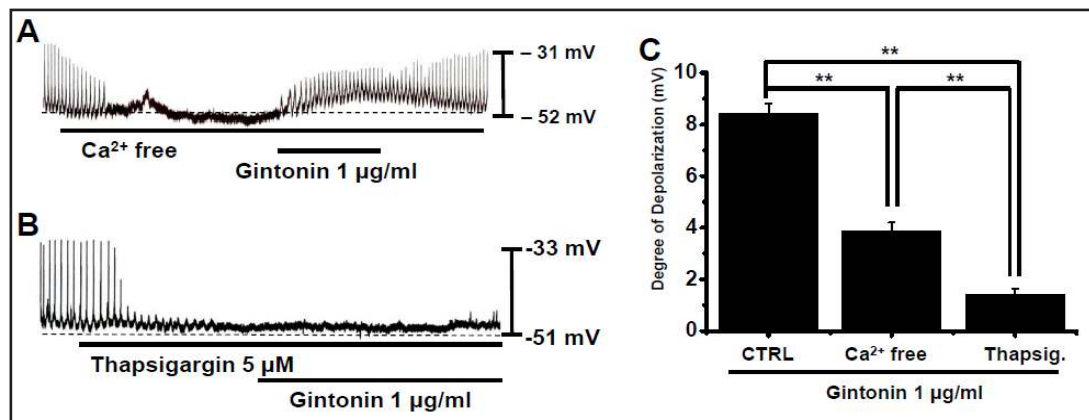 A
– 31 mV
– 52 mV
Ca²⁺ free
Gintonin 1 µg/ml
B
-33 mV
-51 mV
Thapsigargin 5 µM
Gintonin 1 µg/ml
C
**
** **
Degree of Depolarization (mV)
10
8
6
4
2
0
CTRL Ca²⁺ free Thapsig.
Gintonin 1 µg/ml